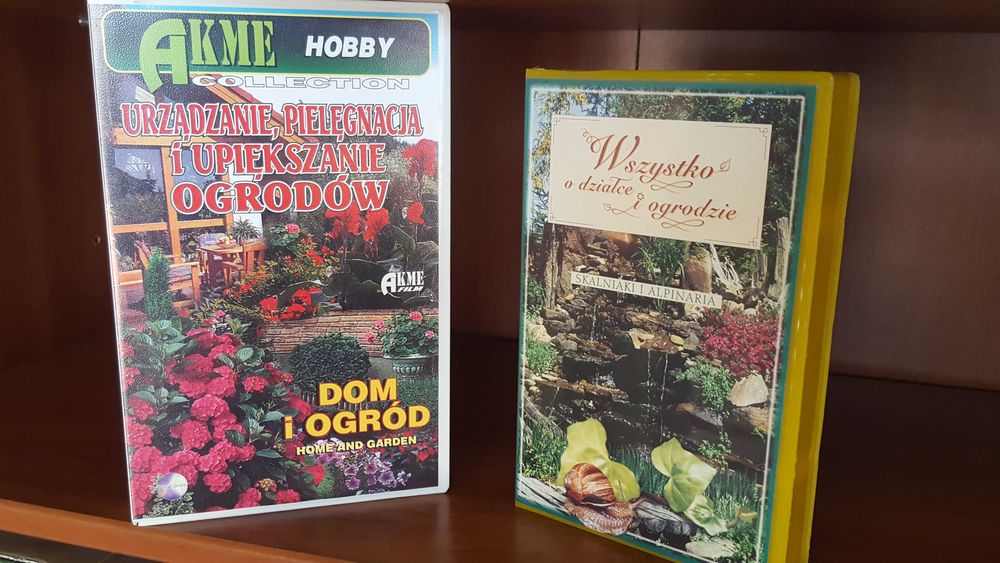 AKME HOBBY
COLLECTION
URZĄDZANIE, PIELĘGNACJA
i UPIĘKSZANIE
OGRODÓW
AKME
FILM
DOM
i OGRÓD
HOME AND GARDEN
Wszystko
o działce i ogrodzie
SKALNIAKI I ALPINARIA